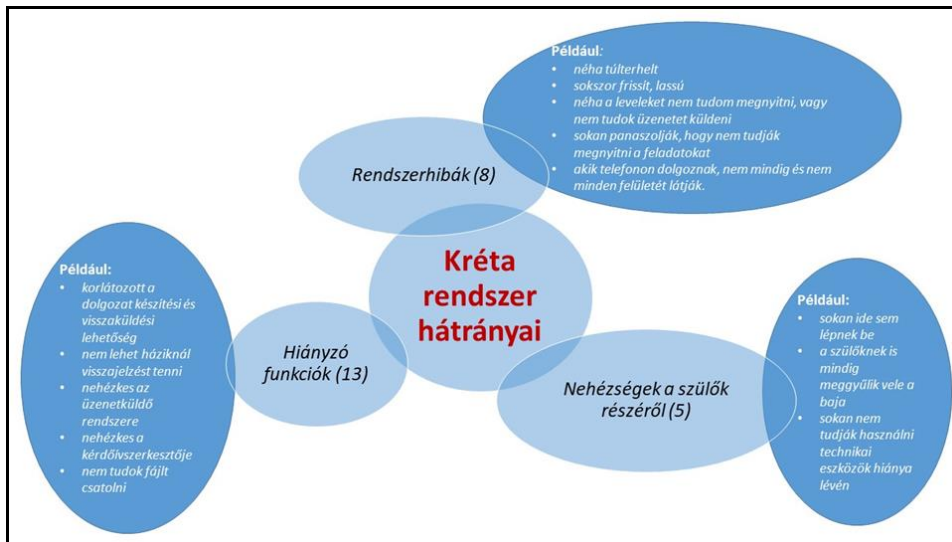 Például:
• néha túlterhelt
• sokszor frissít, lassú
• néha a leveleket nem tudom megnyitni, vagy
nem tudok üzenetet küldeni
• sokan panaszolják, hogy nem tudják
megnyitni a feladatokat
• akik telefonon dolgoznak, nem mindig és nem
minden felületét látják.
Rendszerhibák (8)
Kréta
rendszer
hátrányai
Például:
• korlátozott a
dolgozat készítési és
visszaküldési
lehetőség
• nem lehet háziknál
visszajelzést tenni
• nehézkes az
üzenetküldő
rendszere
• nehézkes a
kérdőívszerkesztője
• nem tudok fájlt
csatolni
Hiányzó
funkciók (13)
Nehézségek a szülők
részéről (5)
Például:
• sokan ide sem
lépnek be
• a szülőknek is
mindig
meggyűlik vele a
baja
• sokan nem
tudják használni
technikai
eszközök hiánya
lévén